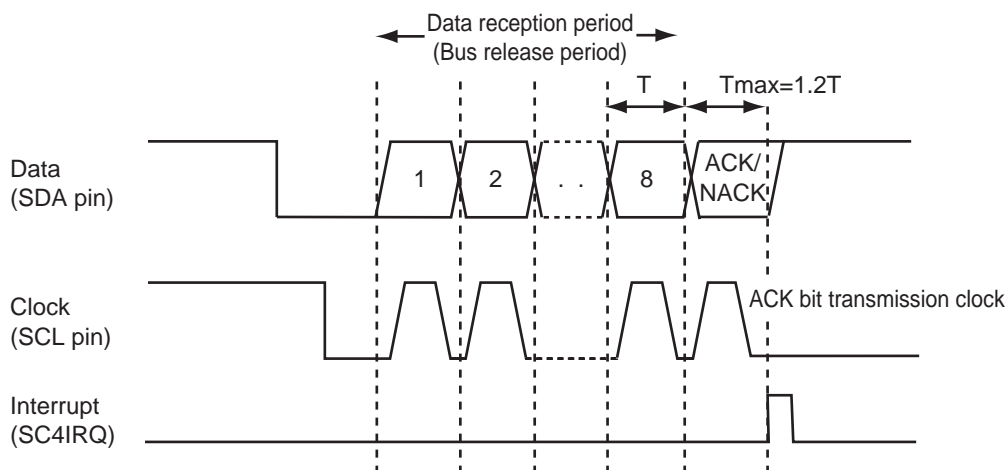 Data reception period
(Bus release period)
T
Tmax=1.2T
Data
(SDA pin)
1
2
. .
8
ACK/
NACK
Clock
(SCL pin)
ACK bit transmission clock
Interrupt
(SC4IRQ)